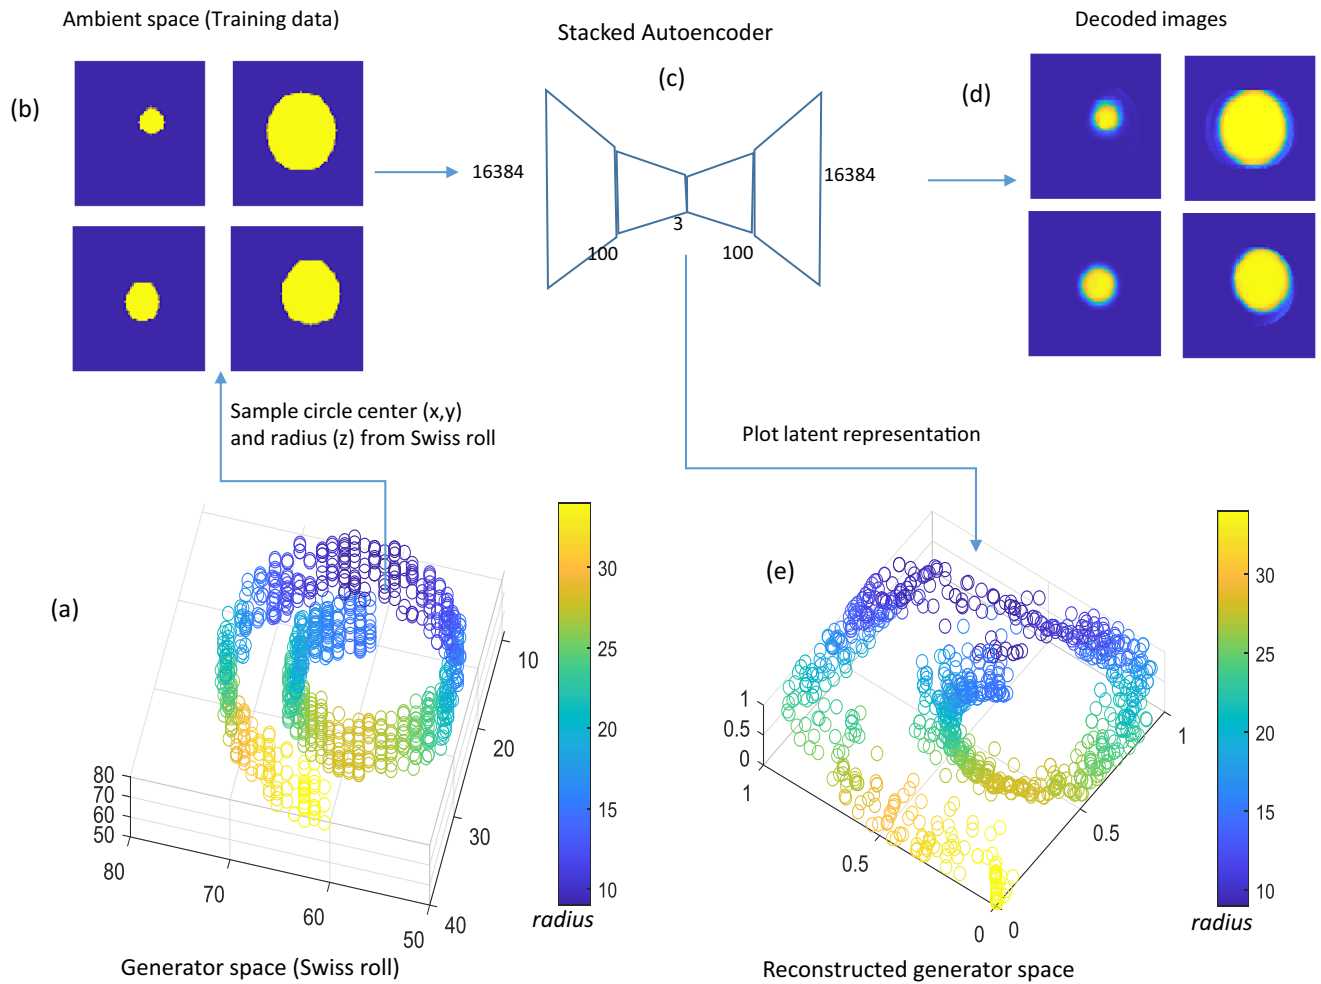 Ambient space (Training data)
Stacked Autoencoder
Decoded images
(b)
(c)
(d)
16384
100
3
100
16384
Sample circle center (x,y)
and radius (z) from Swiss roll
Plot latent representation
(a)
80
70
60
50
80
70
60
50
10
20
30
40
30
25
20
15
10
radius
Generator space (Swiss roll)
(e)
1
0.5
0
1
0.5
0
0
0.5
1
30
25
20
15
10
radius
Reconstructed generator space